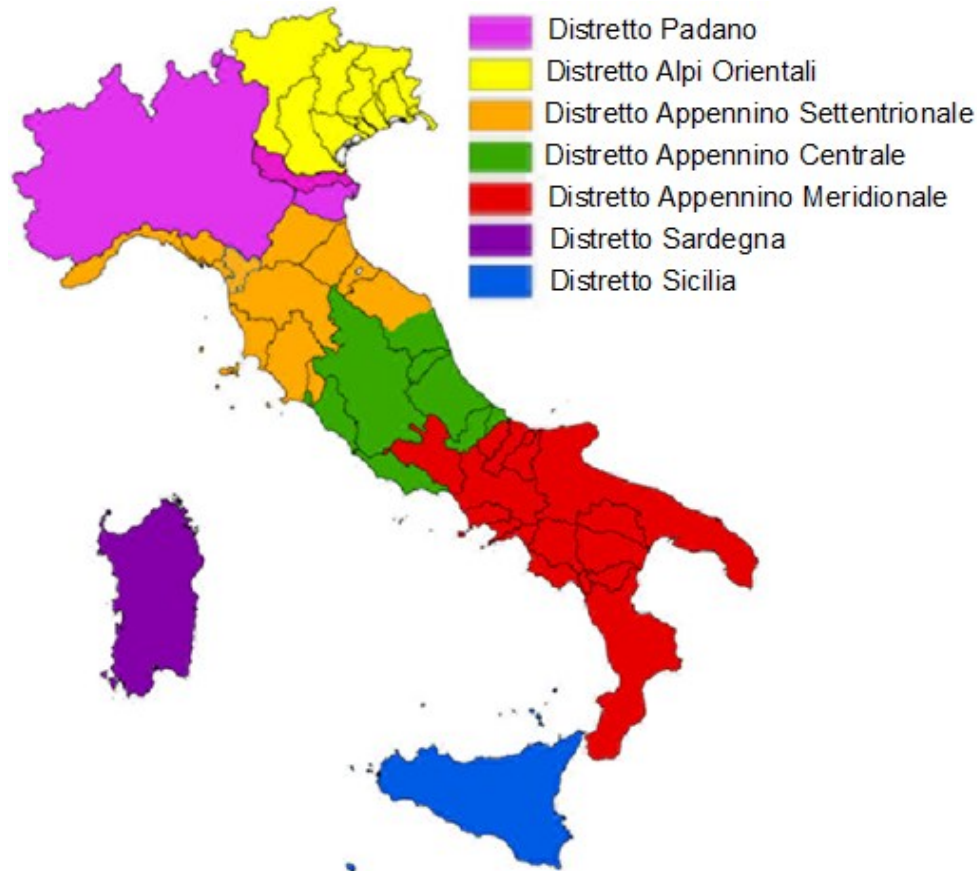 Distretto Padano
Distretto Alpi Orientali
Distretto Appennino Settentrionale
Distretto Appennino Centrale
Distretto Appennino Meridionale
Distretto Sardegna
Distretto Sicilia